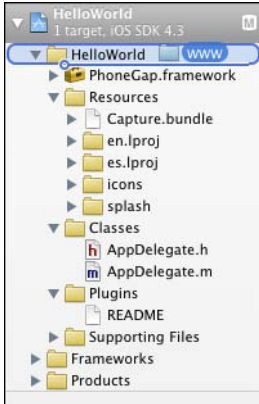 HelloWorld
1 target, iOS SDK 4.3
M
HelloWorld www
PhoneGap.framework
Resources
Capture.bundle
en.lproj
es.lproj
icons
splash
Classes
h AppDelegate.h
m AppDelegate.m
Plugins
README
Supporting Files
Frameworks
Products